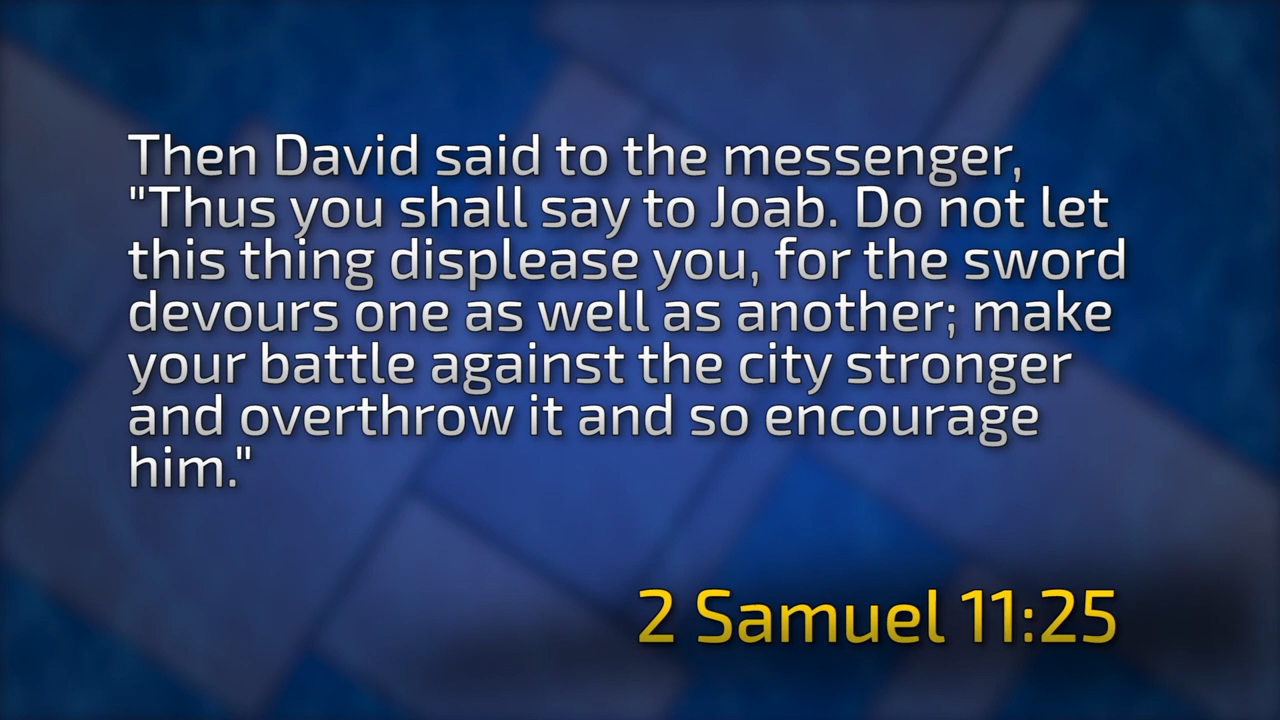 Then David said to the messenger,
"Thus you shall say to Joab. Do not let
this thing displease you, for the sword
devours one as well as another; make
your battle against the city stronger
and overthrow it and so encourage
him."
2 Samuel 11:25